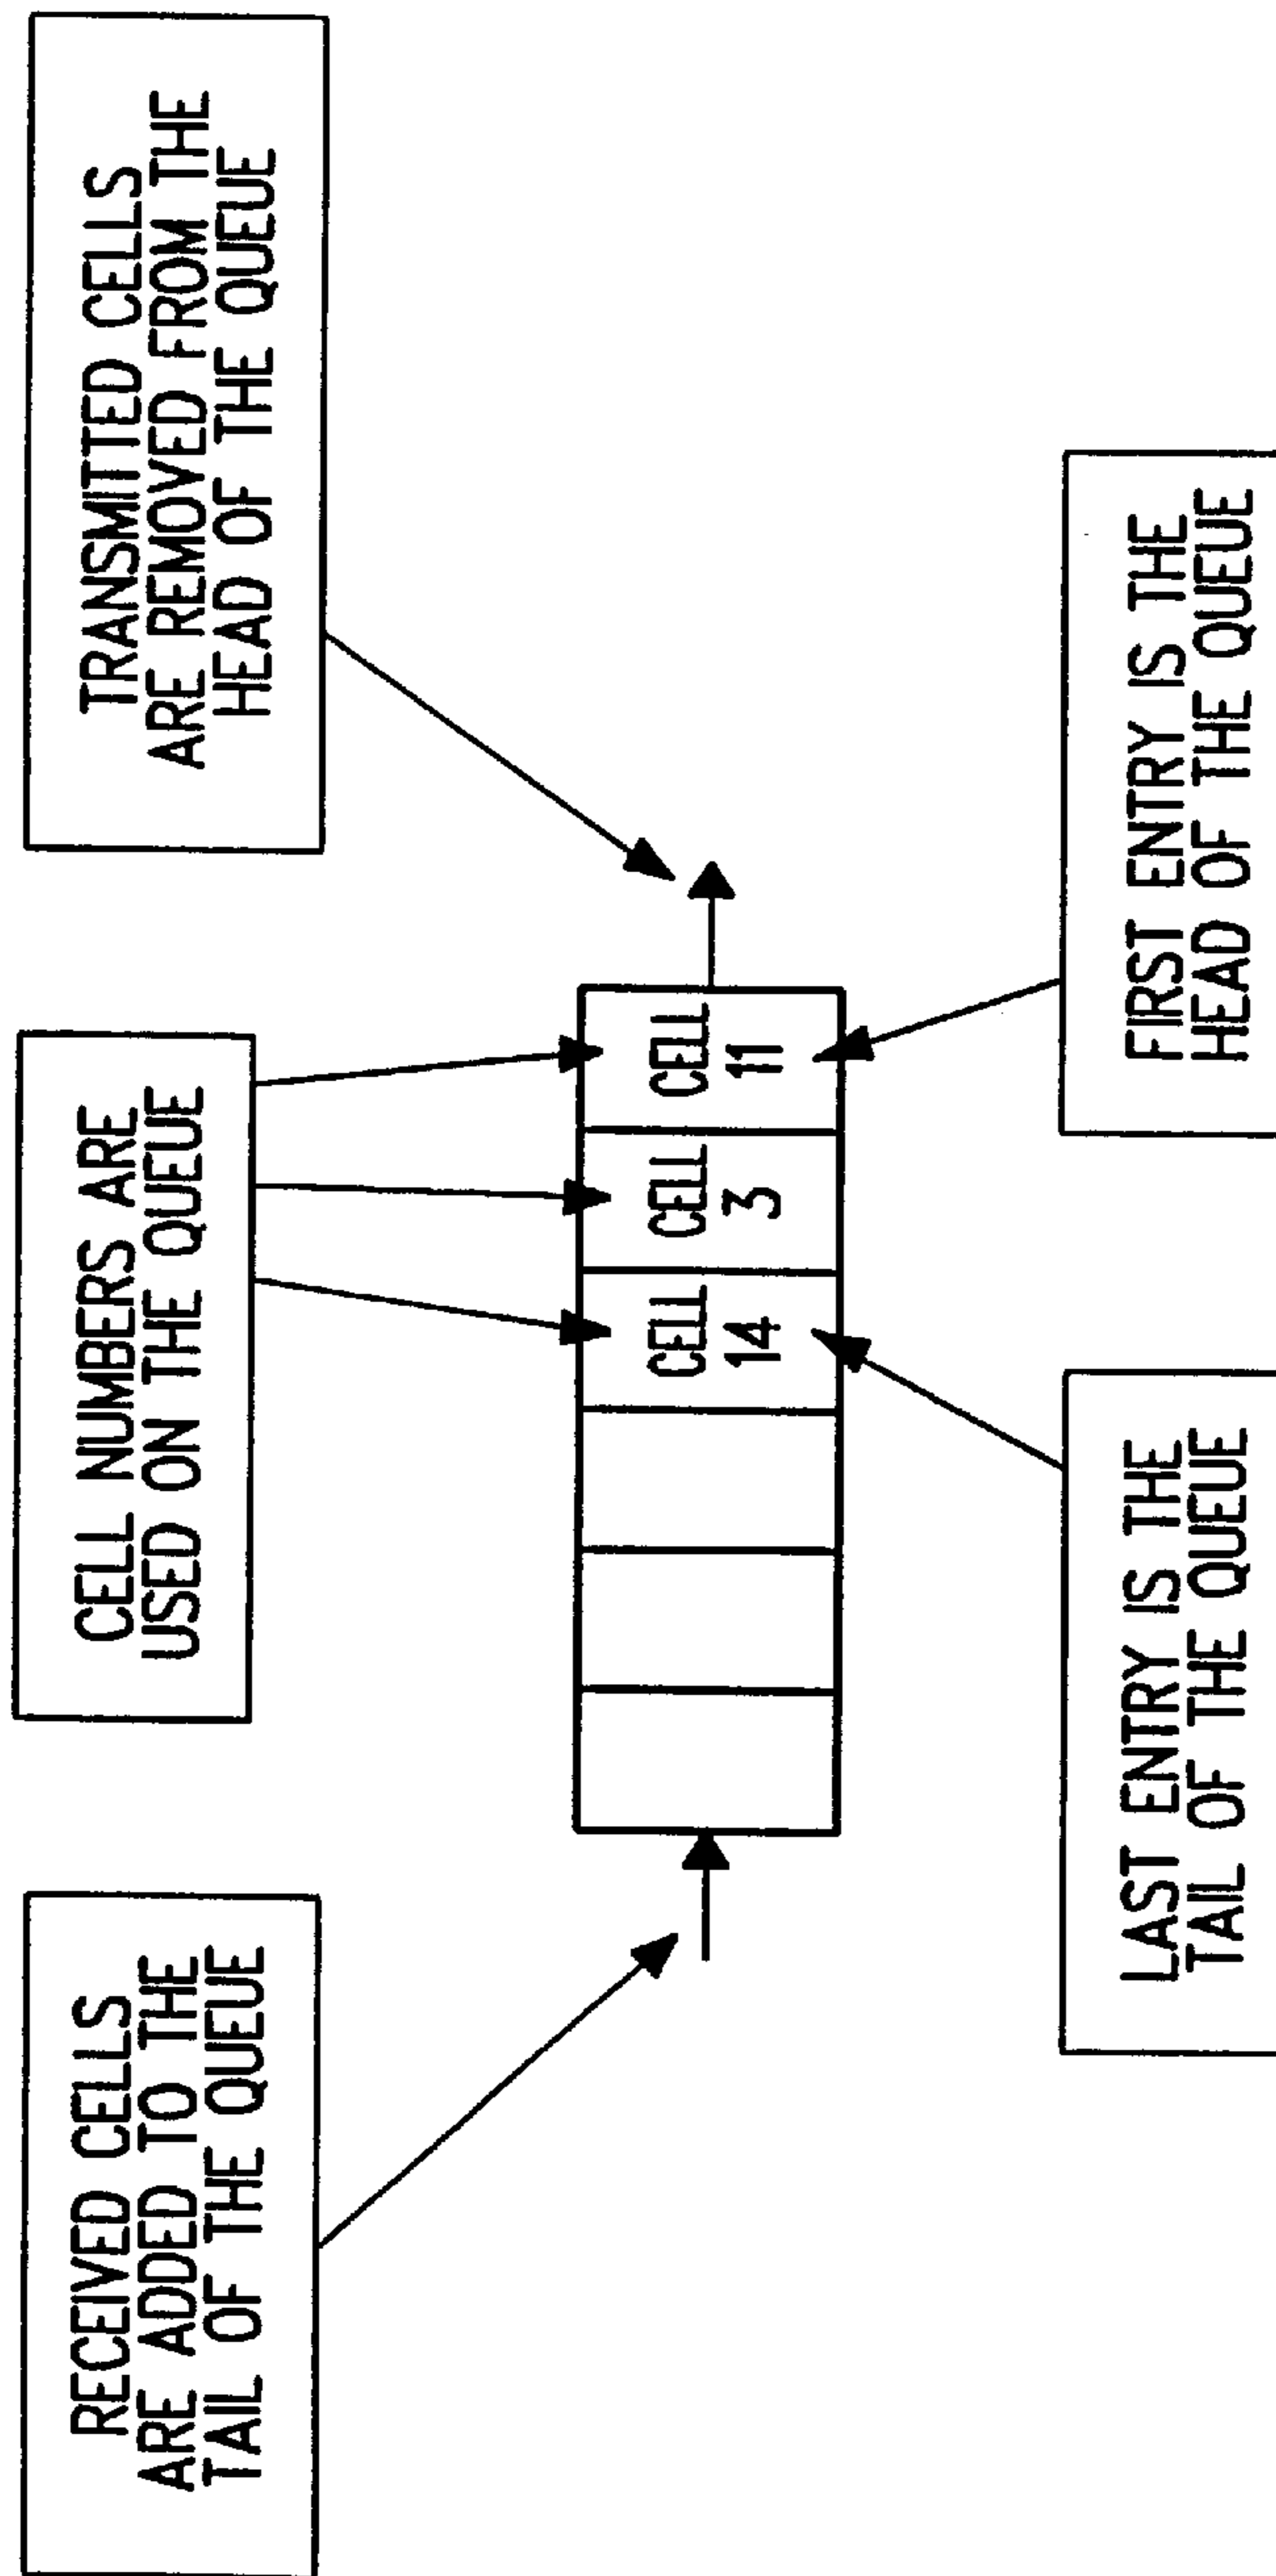 RECEIVED CELLS
ARE ADDED TO THE
TAIL OF THE QUEUE
CELL NUMBERS ARE
USED ON THE QUEUE
TRANSMITTED CELLS
ARE REMOVED FROM THE
HEAD OF THE QUEUE
CELL
14
CELL
3
CELL
11
LAST ENTRY IS THE
TAIL OF THE QUEUE
FIRST ENTRY IS THE
HEAD OF THE QUEUE